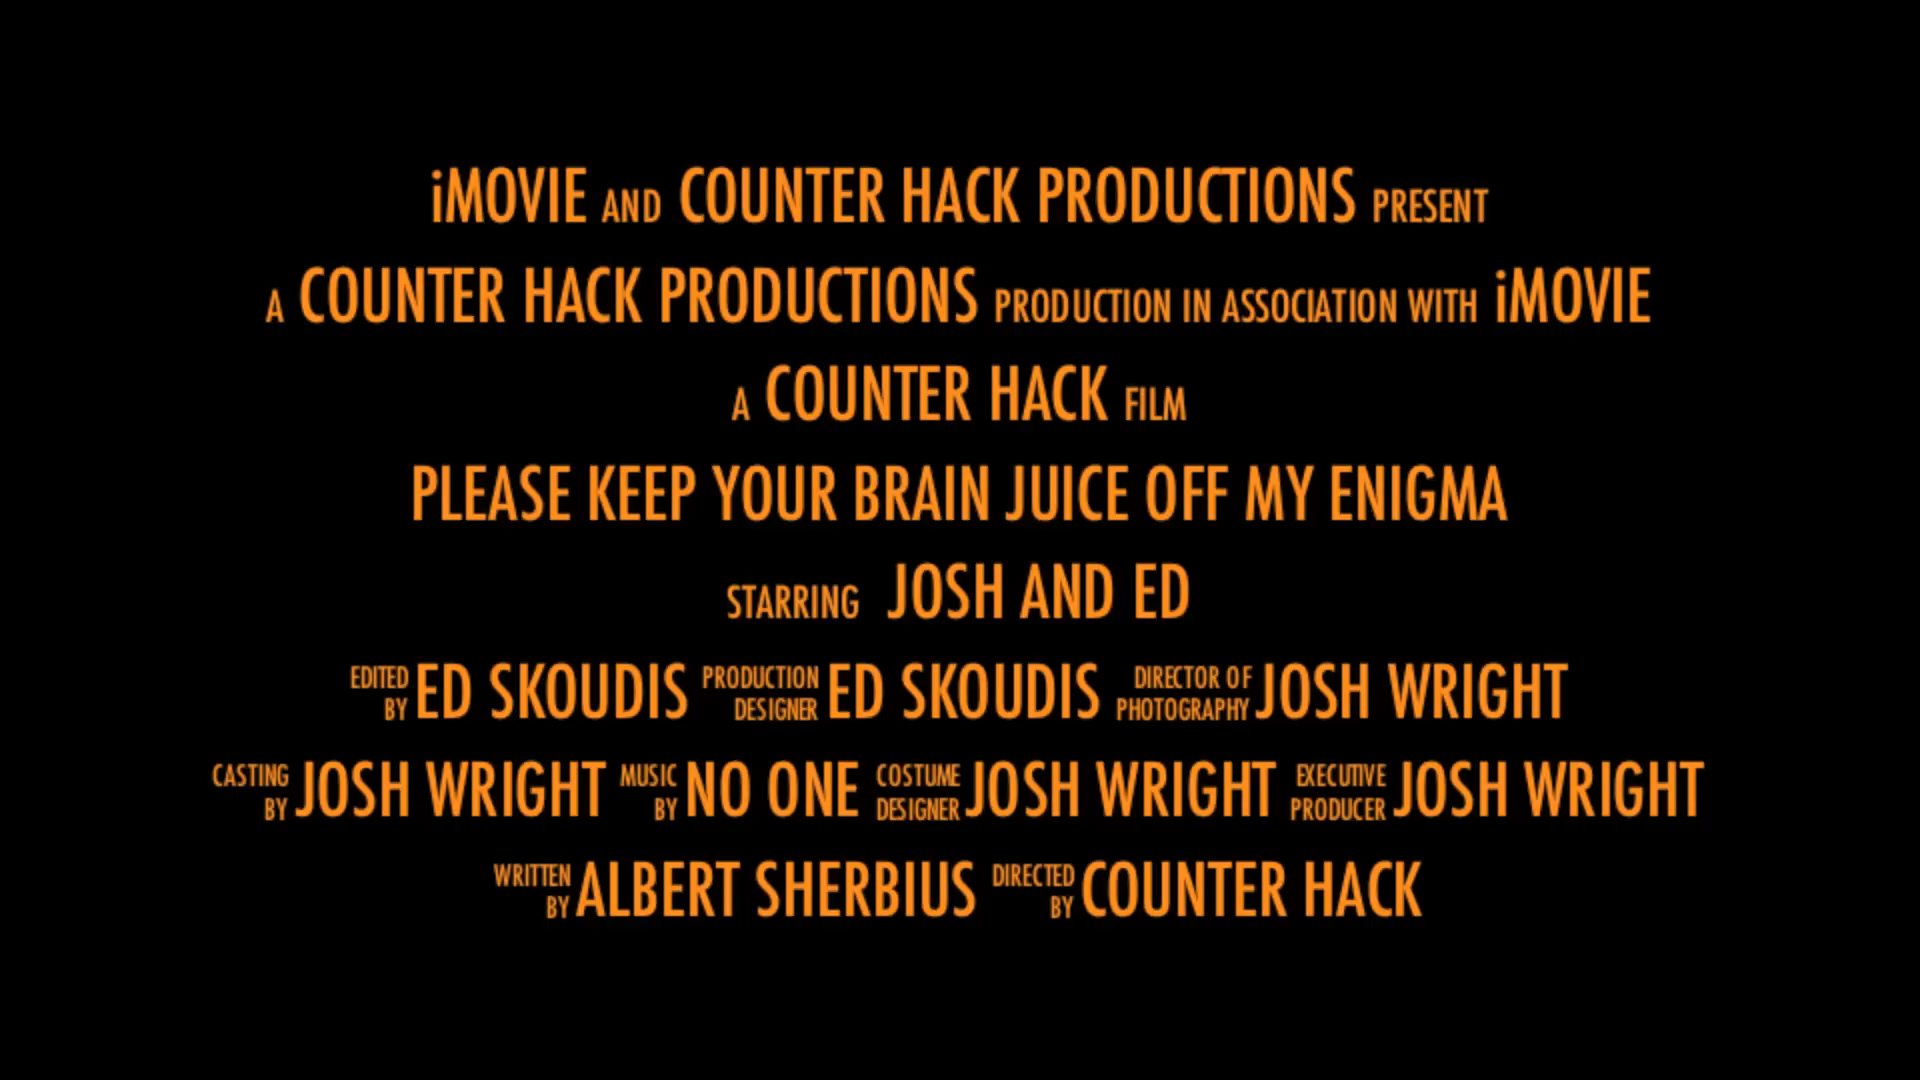 iMOVIE AND COUNTER HACK PRODUCTIONS PRESENT
A COUNTER HACK PRODUCTIONS PRODUCTION IN ASSOCIATION WITH iMOVIE
A COUNTER HACK FILM
PLEASE KEEP YOUR BRAIN JUICE OFF MY ENIGMA
STARRING JOSH AND ED
EDITED BY ED SKOUDIS PRODUCTION DESIGNER ED SKOUDIS DIRECTOR OF PHOTOGRAPHY JOSH WRIGHT
CASTING BY JOSH WRIGHT MUSIC BY NO ONE COSTUME DESIGNER JOSH WRIGHT EXECUTIVE PRODUCER JOSH WRIGHT
WRITTEN BY ALBERT SHERBIUS DIRECTED BY COUNTER HACK